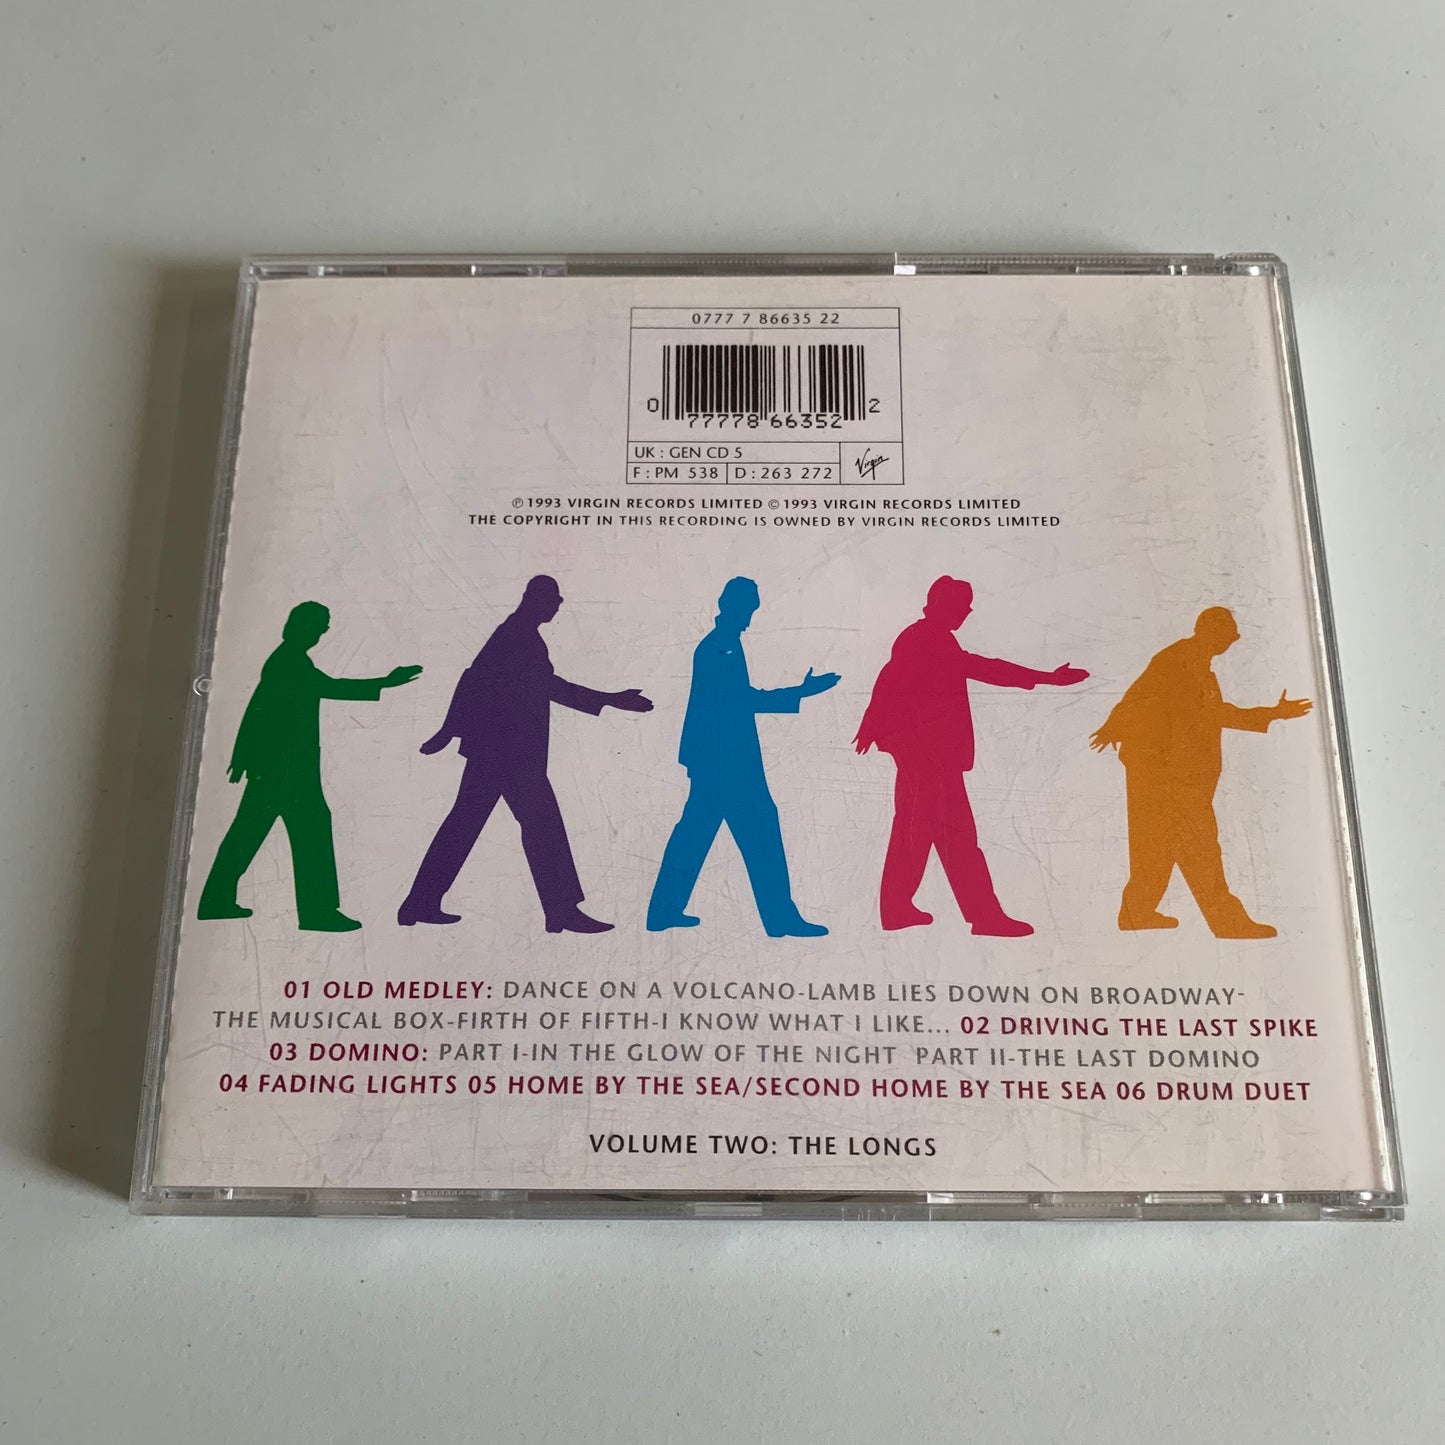 0777 7 86635 22
0 77778 66352 2
UK : GEN CD 5
F : PM 538 D : 263 272
Virgin
℗ 1993 VIRGIN RECORDS LIMITED © 1993 VIRGIN RECORDS LIMITED
THE COPYRIGHT IN THIS RECORDING IS OWNED BY VIRGIN RECORDS LIMITED
01 OLD MEDLEY: DANCE ON A VOLCANO-LAMB LIES DOWN ON BROADWAY-
THE MUSICAL BOX-FIRTH OF FIFTH-I KNOW WHAT I LIKE... 02 DRIVING THE LAST SPIKE
03 DOMINO: PART I-IN THE GLOW OF THE NIGHT PART II-THE LAST DOMINO
04 FADING LIGHTS 05 HOME BY THE SEA/SECOND HOME BY THE SEA 06 DRUM DUET
VOLUME TWO: THE LONGS